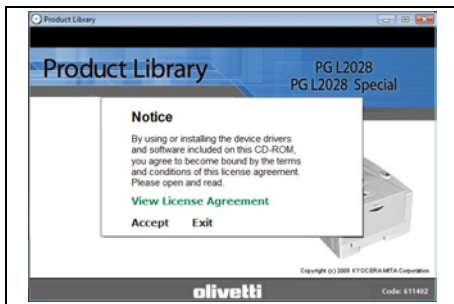 Product Library
Product Library
PG L2028
PG L2028 Special
Notice
By using or installing the device drivers
and software included on this CD-ROM,
you agree to become bound by the terms
and conditions of this license agreement.
Please open and read.
View License Agreement
Accept Exit
Copyright (c) 2008 KYOCERA MITA Corporation
olivetti
Code: 611402